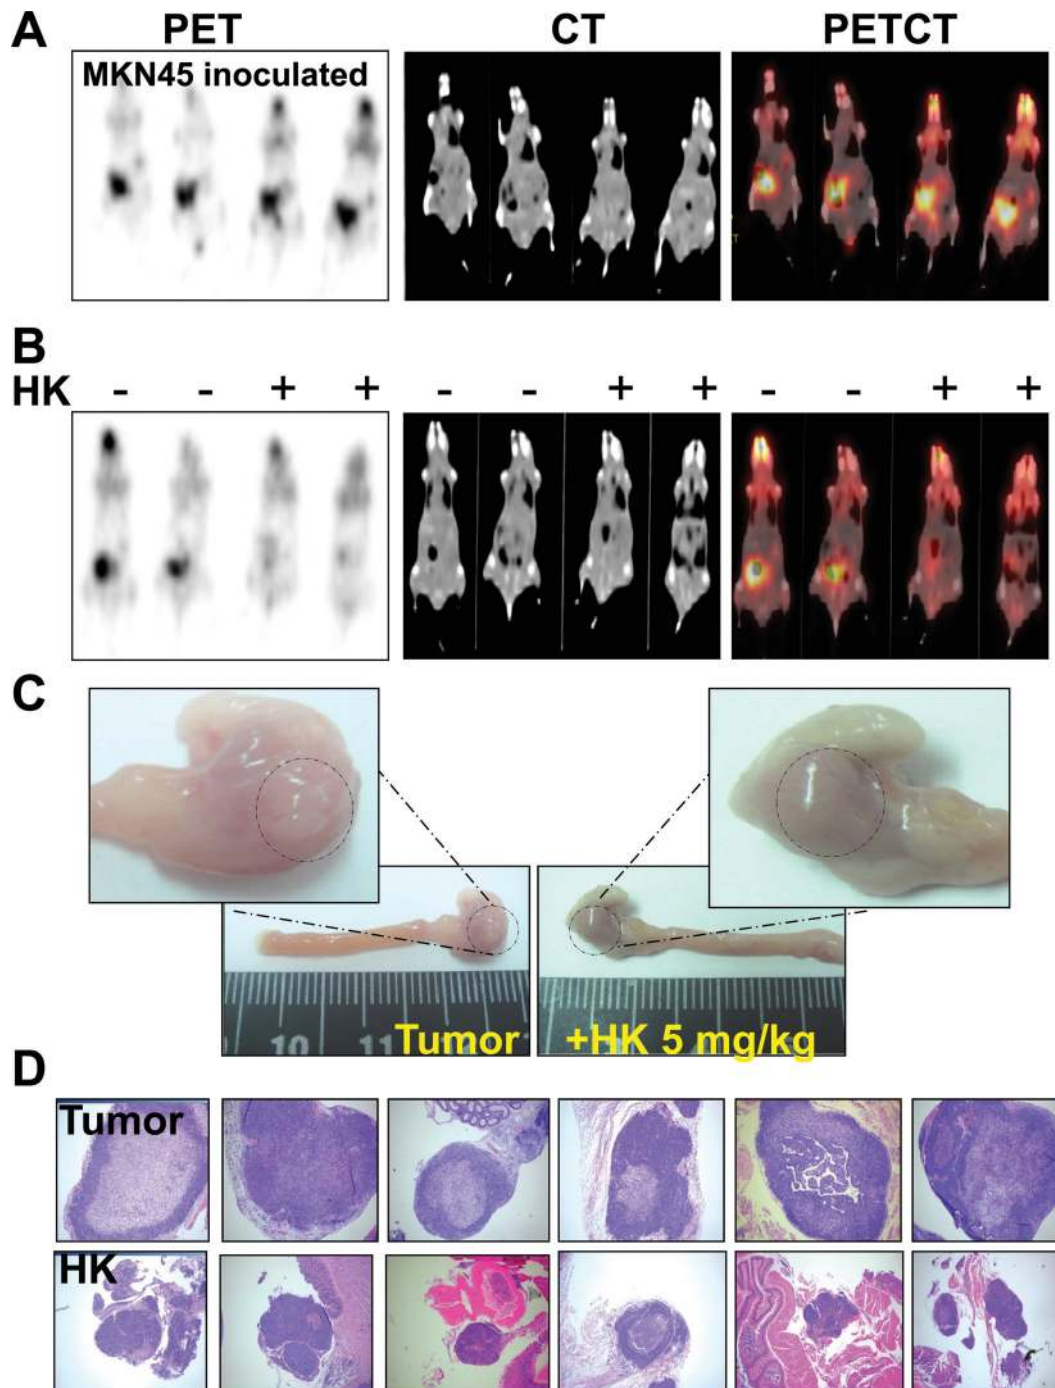 A
PET CT PETCT
MKN45 inoculated
B
HK - - + + - - + + - - + +
C
10 11
Tumor
+HK 5 mg/kg
D
Tumor
HK